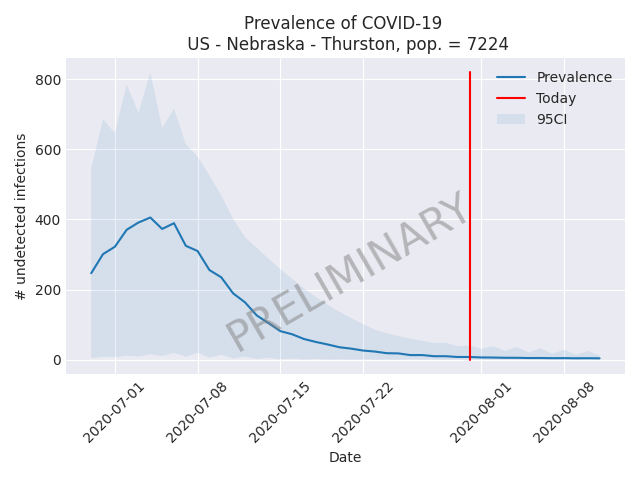 Prevalence of COVID-19
US - Nebraska - Thurston, pop. = 7224
Prevalence
Today
95CI
# undetected infections
800
600
400
200
0
PRELIMINARY
2020-07-01
2020-07-08
2020-07-15
2020-07-22
2020-08-01
2020-08-08
Date